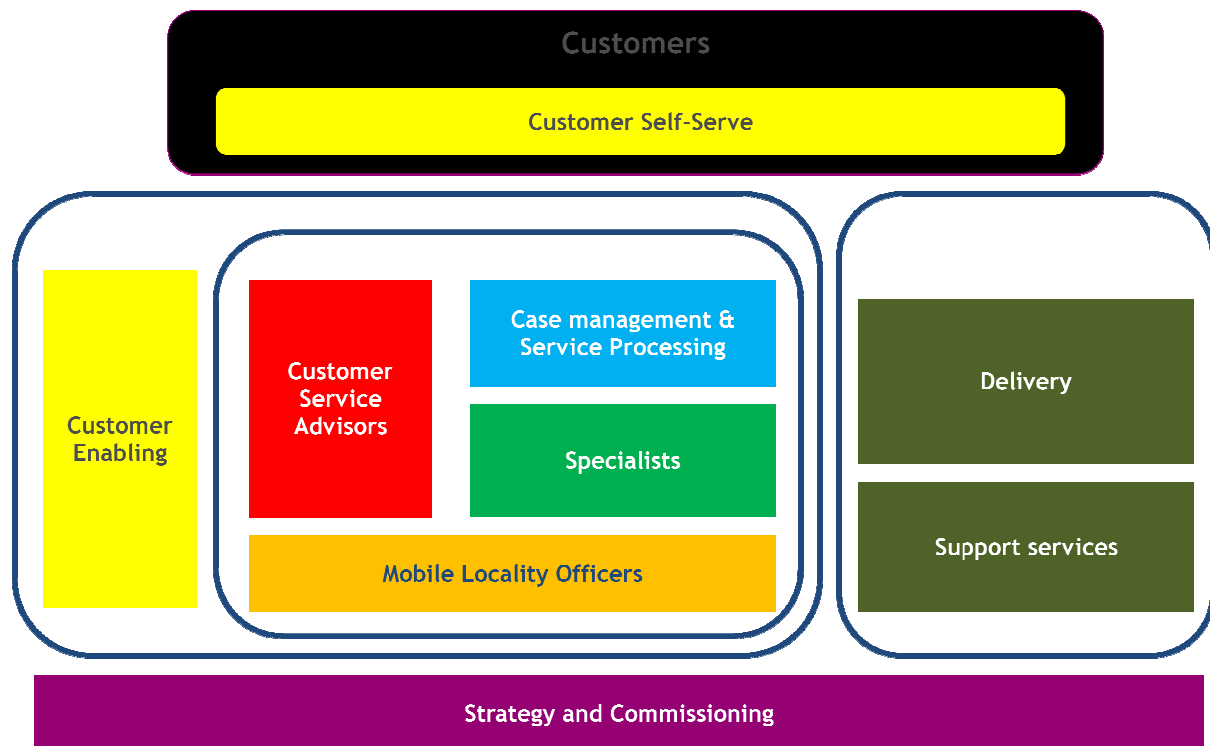 Customers
Customer Self-Serve
Customer
Enabling
Customer
Service
Advisors
Case management &
Service Processing
Specialists
Mobile Locality Officers
Delivery
Support services
Strategy and Commissioning